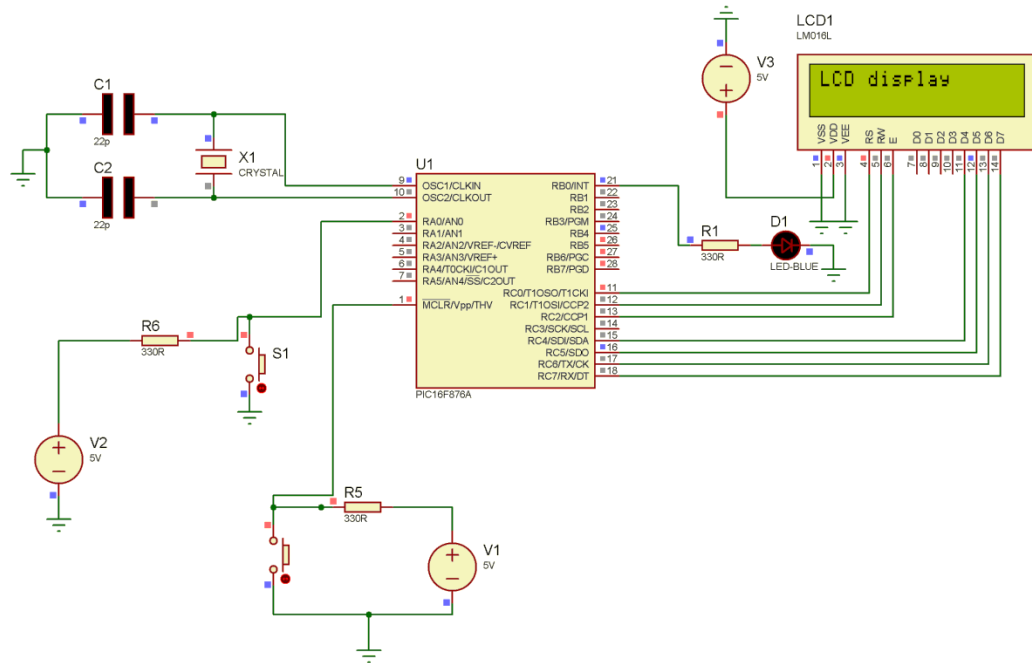 C1
22p
C2
22p
X1
CRYSTAL
U1
9 OSC1/CLKIN
10 OSC2/CLKOUT
2 RA0/AN0
3 RA1/AN1
4 RA2/AN2/VREF-/CVREF
5 RA3/AN3/VREF+
6 RA4/T0CKI/C1OUT
7 RA5/AN4/SS/C2OUT
1 MCLR/Vpp/THV
RB0/INT 21
RB1 22
RB2 23
RB3/PGM 24
RB4 25
RB5 26
RB6/PGC 27
RB7/PGD 28
RC0/T1OSO/T1CKI 11
RC1/T1OSI/CCP2 12
RC2/CCP1 13
RC3/SCK/SCL 14
RC4/SDI/SDA 15
RC5/SDO 16
RC6/TX/CK 17
RC7/RX/DT 18
PIC16F876A
V3
5V
LCD1
LM016L
LCD display
VSS VDD VEE RS RW E D0 D1 D2 D3 D4 D5 D6 D7
1 2 3 4 5 6 7 8 9 10 11 12 13 14
R1
330R
D1
LED-BLUE
R6
330R
S1
V2
5V
R5
330R
V1
5V